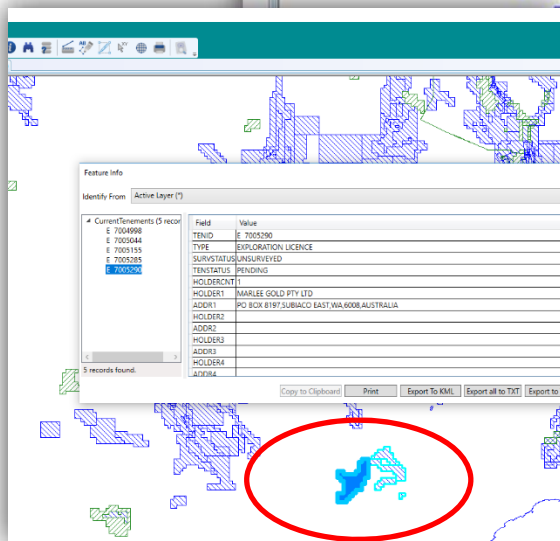 Feature Info
Identify From Active Layer (*)
CurrentTenements (5 recor
E 7004998
E 7005044
E 7005155
E 7005285
E 7005290
Field Value
TENID E 7005290
TYPE EXPLORATION LICENCE
SURVSTATUS UNSURVEYED
TENSTATUS PENDING
HOLDERCNT 1
HOLDER1 MARLEE GOLD PTY LTD
ADDR1 PO BOX 8197,SUBIACO EAST,WA,6008,AUSTRALIA
HOLDER2
ADDR2
HOLDER3
ADDR3
HOLDER4
ADDR4
5 records found.
Copy to Clipboard Print Export To KML Export all to TXT Export to